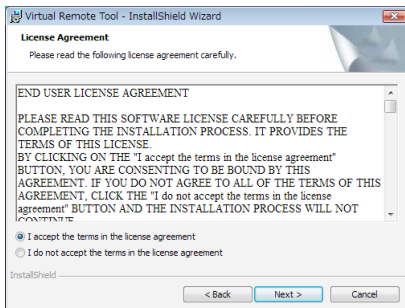 Virtual Remote Tool - InstallShield Wizard
License Agreement
Please read the following license agreement carefully.
END USER LICENSE AGREEMENT
PLEASE READ THIS SOFTWARE LICENSE CAREFULLY BEFORE
COMPLETING THE INSTALLATION PROCESS. IT PROVIDES THE
TERMS OF THIS LICENSE.
BY CLICKING ON THE "I accept the terms in the license agreement"
BUTTON, YOU ARE CONSENTING TO BE BOUND BY THIS
AGREEMENT. IF YOU DO NOT AGREE TO ALL OF THE TERMS OF THIS
AGREEMENT, CLICK THE "I do not accept the terms in the license
agreement" BUTTON AND THE INSTALLATION PROCESS WILL NOT
CONTINUE
I accept the terms in the license agreement
I do not accept the terms in the license agreement
InstallShield
< Back Next > Cancel